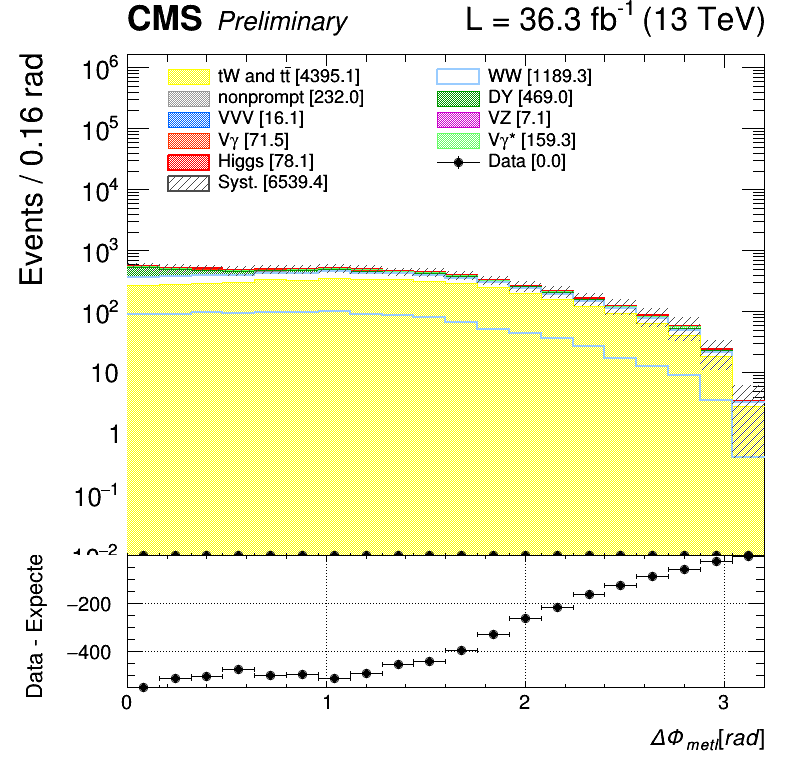 CMS Preliminary L = 36.3 fb⁻¹ (13 TeV)
Events / 0.16 rad
10⁶
10⁵
10⁴
10³
10²
10
1
10⁻¹
10⁻²
tW and tt̄ [4395.1]
nonprompt [232.0]
VVV [16.1]
Vγ [71.5]
Higgs [78.1]
Syst. [6539.4]
WW [1189.3]
DY [469.0]
VZ [7.1]
Vγ* [159.3]
Data [0.0]
Data - Expecte
−200
−400
0 1 2 3
ΔΦ metl[rad]